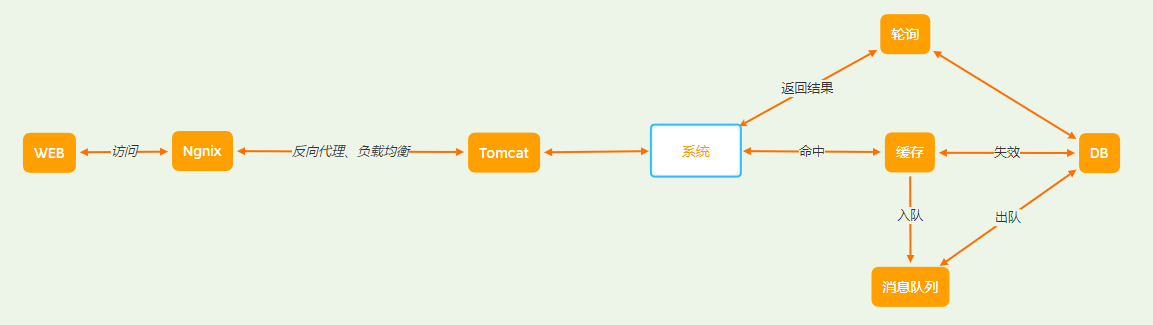 轮询
返回结果
WEB
访问
Ngnix
反向代理、负载均衡
Tomcat
系统
命中
缓存
失效
DB
入队
出队
消息队列